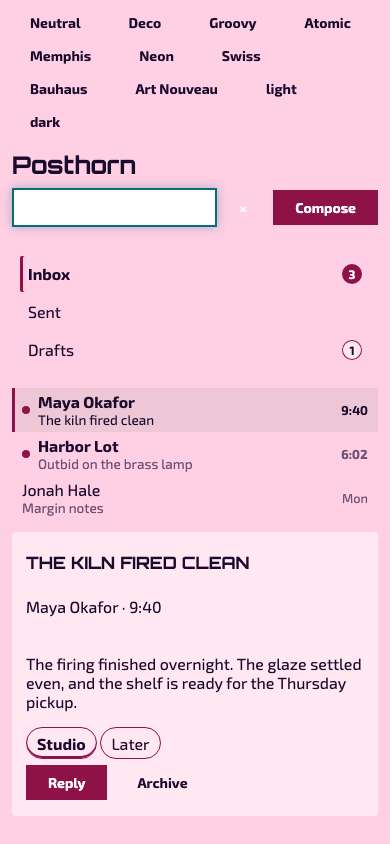 Neutral Deco Groovy Atomic
Memphis Neon Swiss
Bauhaus Art Nouveau light
dark
Posthorn
× Compose
Inbox 3
Sent
Drafts 1
Maya Okafor 9:40
The kiln fired clean
Harbor Lot 6:02
Outbid on the brass lamp
Jonah Hale Mon
Margin notes
THE KILN FIRED CLEAN
Maya Okafor · 9:40
The firing finished overnight. The glaze settled
even, and the shelf is ready for the Thursday
pickup.
Studio Later
Reply Archive